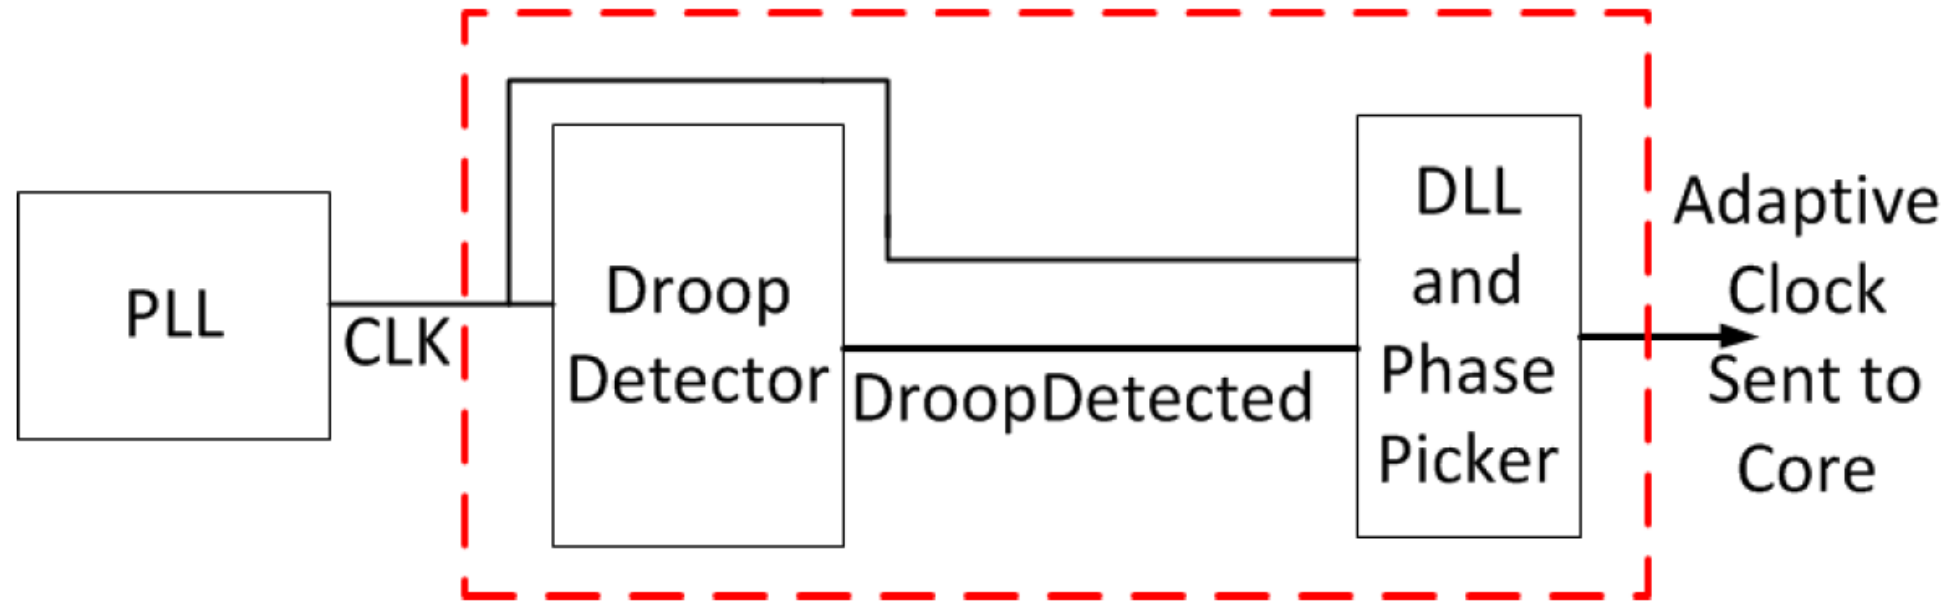 PLL
CLK
Droop
Detector
DroopDetected
DLL
and
Phase
Picker
Adaptive
Clock
Sent to
Core